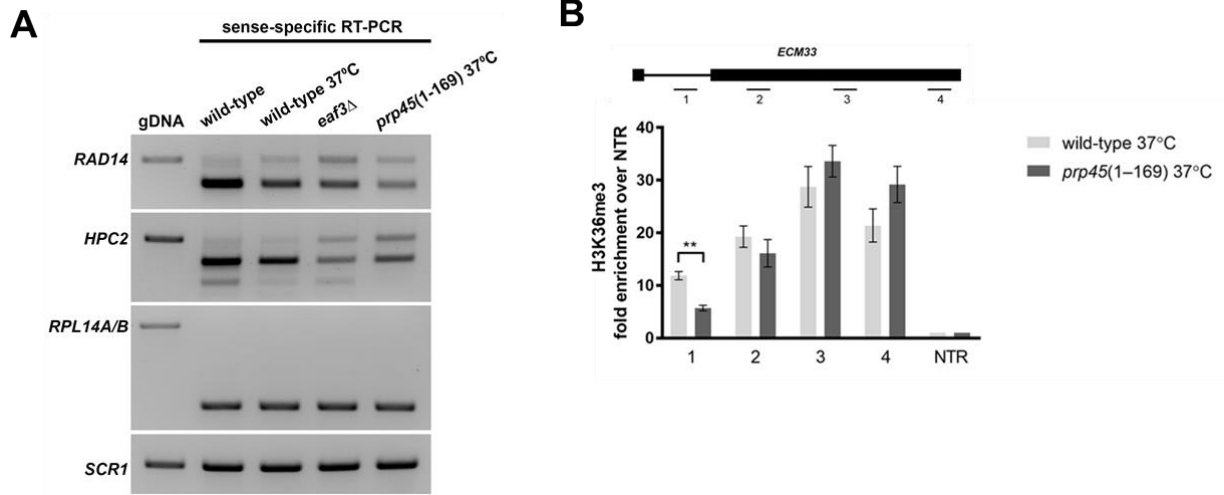 A
sense-specific RT-PCR
gDNA
wild-type
wild-type 37ºC
eaf3Δ
prp45(1-169) 37ºC
RAD14
HPC2
RPL14A/B
SCR1
B
ECM33
1 2 3 4
H3K36me3
fold enrichment over NTR
40
30
20
10
0
**
1 2 3 4 NTR
wild-type 37°C
prp45(1–169) 37°C